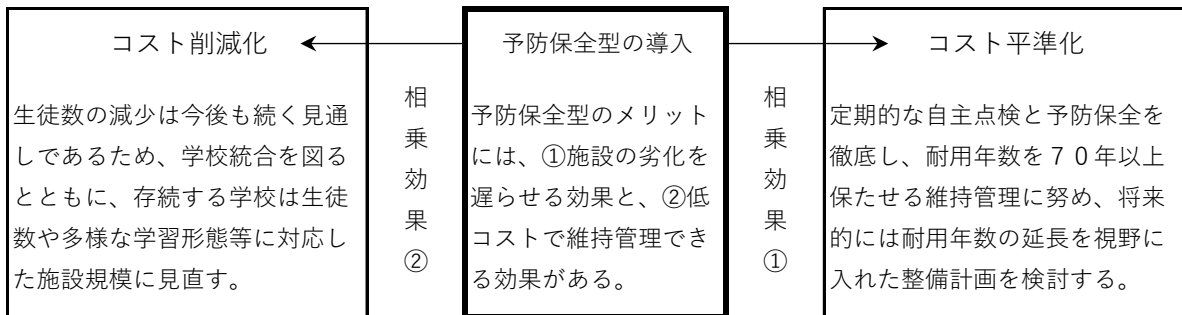 コスト削減化
生徒数の減少は今後も続く見通
しであるため、学校統合を図る
とともに、存続する学校は生徒
数や多様な学習形態等に対応し
た施設規模に見直す。
相乗効果②
予防保全型の導入
予防保全型のメリット
には、①施設の劣化を
遅らせる効果と、②低
コストで維持管理でき
る効果がある。
相乗効果①
コスト平準化
定期的な自主点検と予防保全を
徹底し、耐用年数を７０年以上
保たせる維持管理に努め、将来
的には耐用年数の延長を視野に
入れた整備計画を検討する。